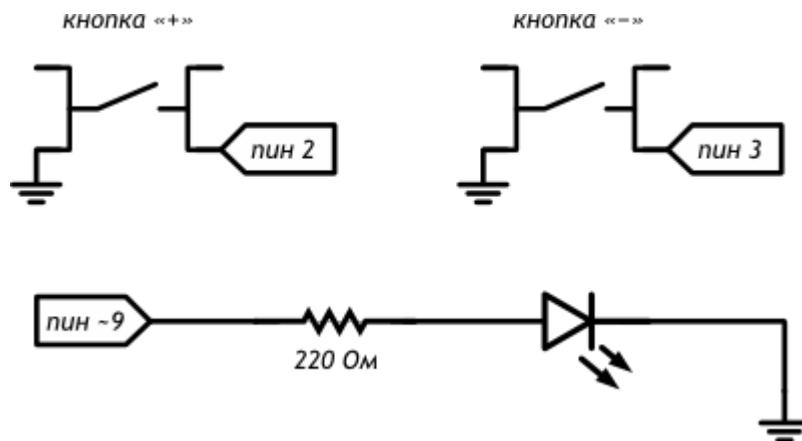 кнопка «+»
кнопка «−»
пин 2
пин 3
пин ~9
220 Ом